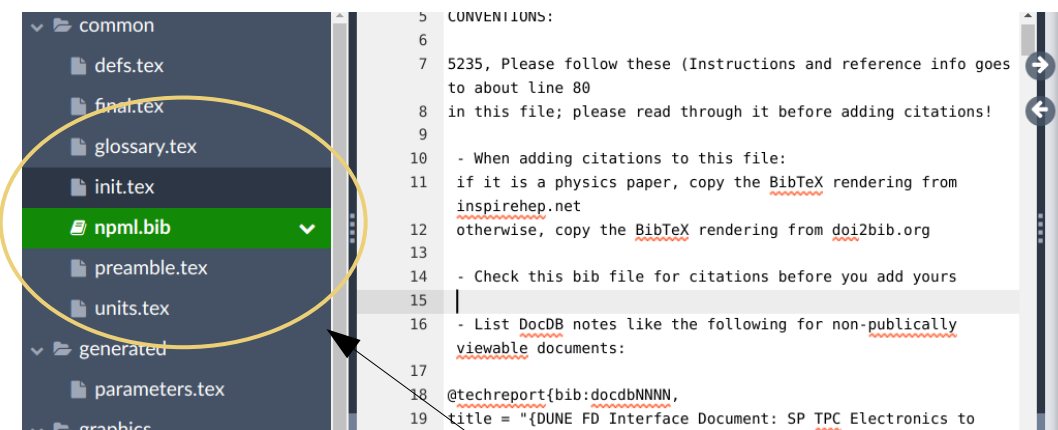 common
defs.tex
final.tex
glossary.tex
init.tex
npml.bib
preamble.tex
units.tex
generated
parameters.tex
graphics
5 CONVENTIONS:
6
7 5235, Please follow these (Instructions and reference info goes
to about line 80
8 in this file; please read through it before adding citations!
9
10 - When adding citations to this file:
11 if it is a physics paper, copy the BibTeX rendering from
inspirehep.net
12 otherwise, copy the BibTeX rendering from doi2bib.org
13
14 - Check this bib file for citations before you add yours
15
16 - List DocDB notes like the following for non-publically
viewable documents:
17
18 @techreport{bib:docdbNNNN,
19 title = "{DUNE FD Interface Document: SP TPC Electronics to